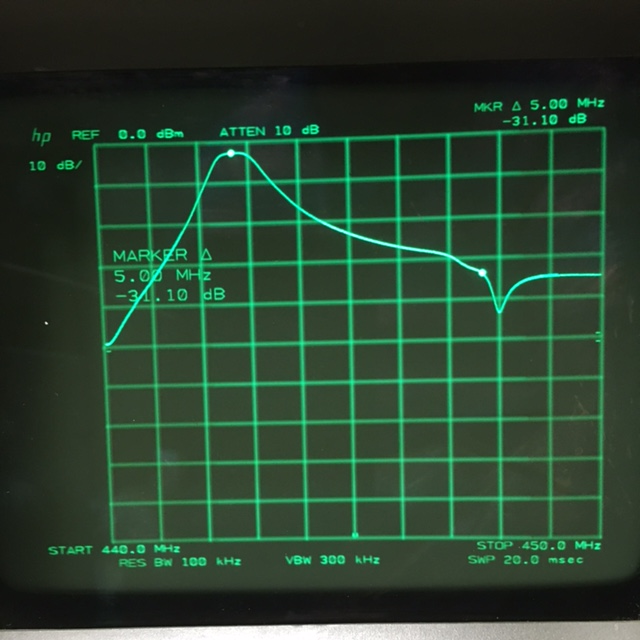 MKR Δ 5.00 MHz
hp REF 0.0 dBm ATTEN 10 dB -31.10 dB
10 dB/
MARKER Δ
5.00 MHz
-31.10 dB
START 440.0 MHz STOP 450.0 MHz
RES BW 100 kHz VBW 300 kHz SWP 20.0 msec